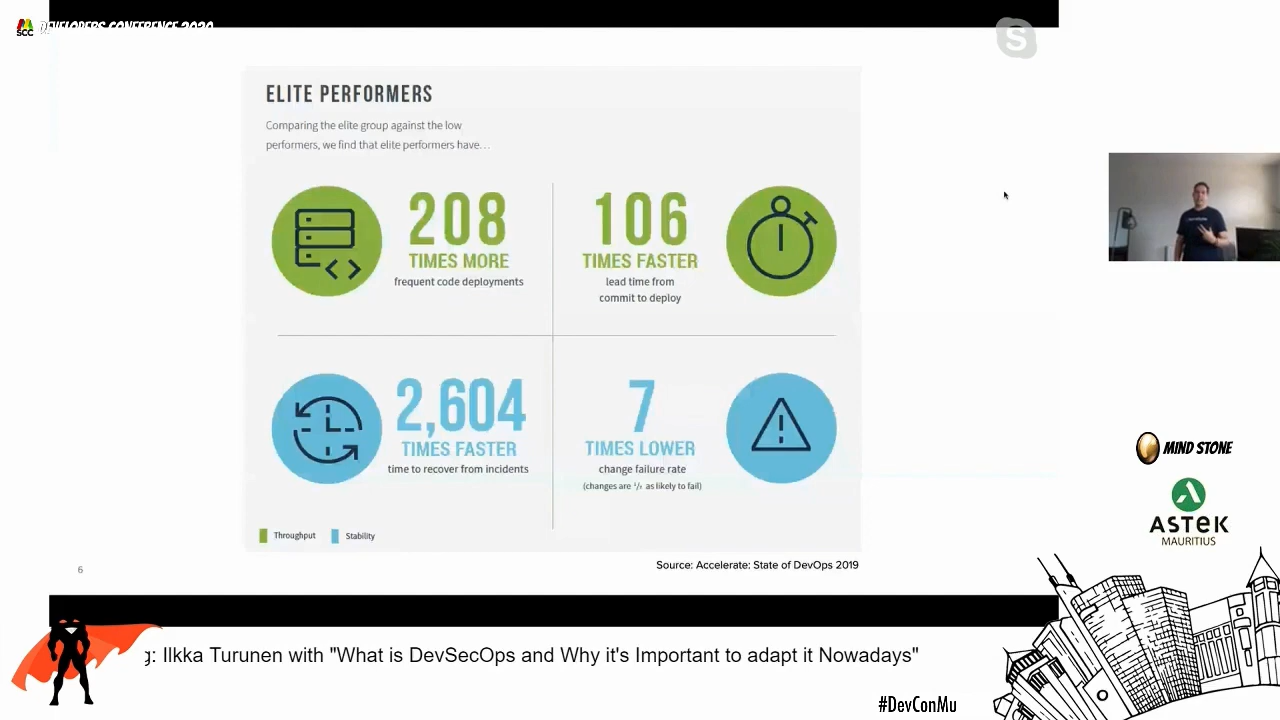 DEVELOPERS CONFERENCE 2020
SCC
S
ELITE PERFORMERS
Comparing the elite group against the low
performers, we find that elite performers have...
208
TIMES MORE
frequent code deployments
106
TIMES FASTER
lead time from
commit to deploy
2,604
TIMES FASTER
time to recover from incidents
7
TIMES LOWER
change failure rate
(changes are 1/7 as likely to fail)
Throughput
Stability
Source: Accelerate: State of DevOps 2019
6
MIND STONE
ASTEK
MAURITIUS
g: Ilkka Turunen with "What is DevSecOps and Why it's Important to adapt it Nowadays"
#DevConMu